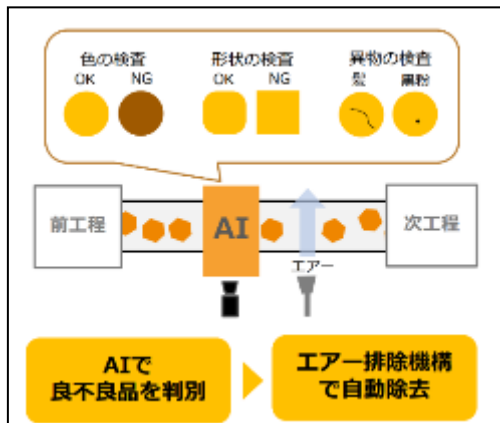 色の検査 形状の検査 異物の検査
OK NG OK NG 髪 黒粉
前工程 AI 次工程
エアー
AIで
良不良品を判別
エアー排除機構
で自動除去